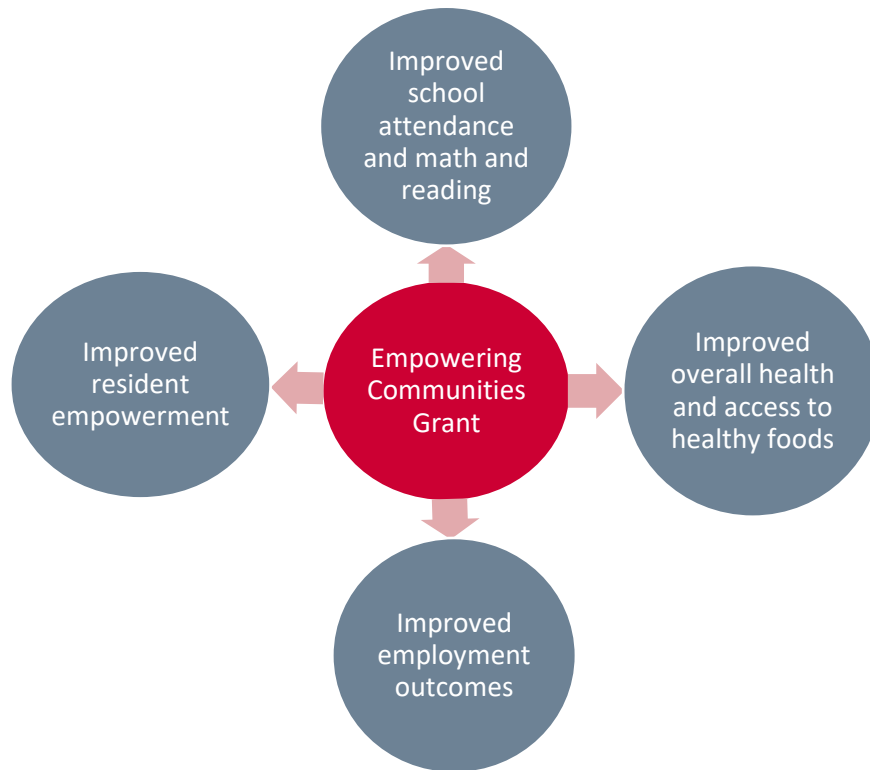 Improved
school
attendance
and math and
reading
Improved
resident
empowerment
Empowering
Communities
Grant
Improved
overall health
and access to
healthy foods
Improved
employment
outcomes